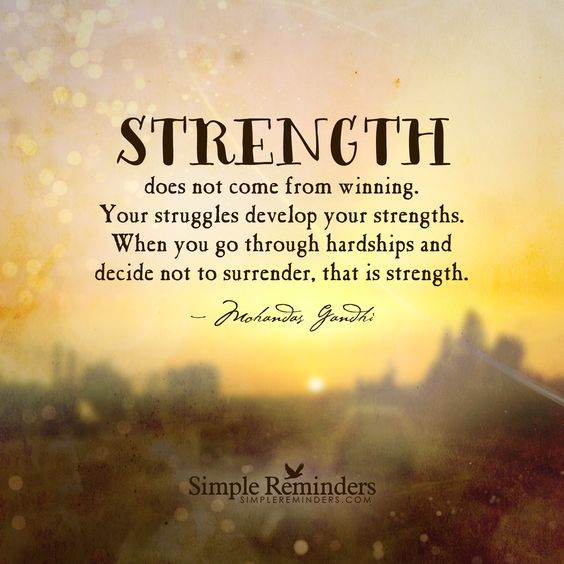 STRENGTH
does not come from winning.
Your struggles develop your strengths.
When you go through hardships and
decide not to surrender, that is strength.
— Mohandas Gandhi
Simple Reminders
SIMPLEREMINDERS.COM